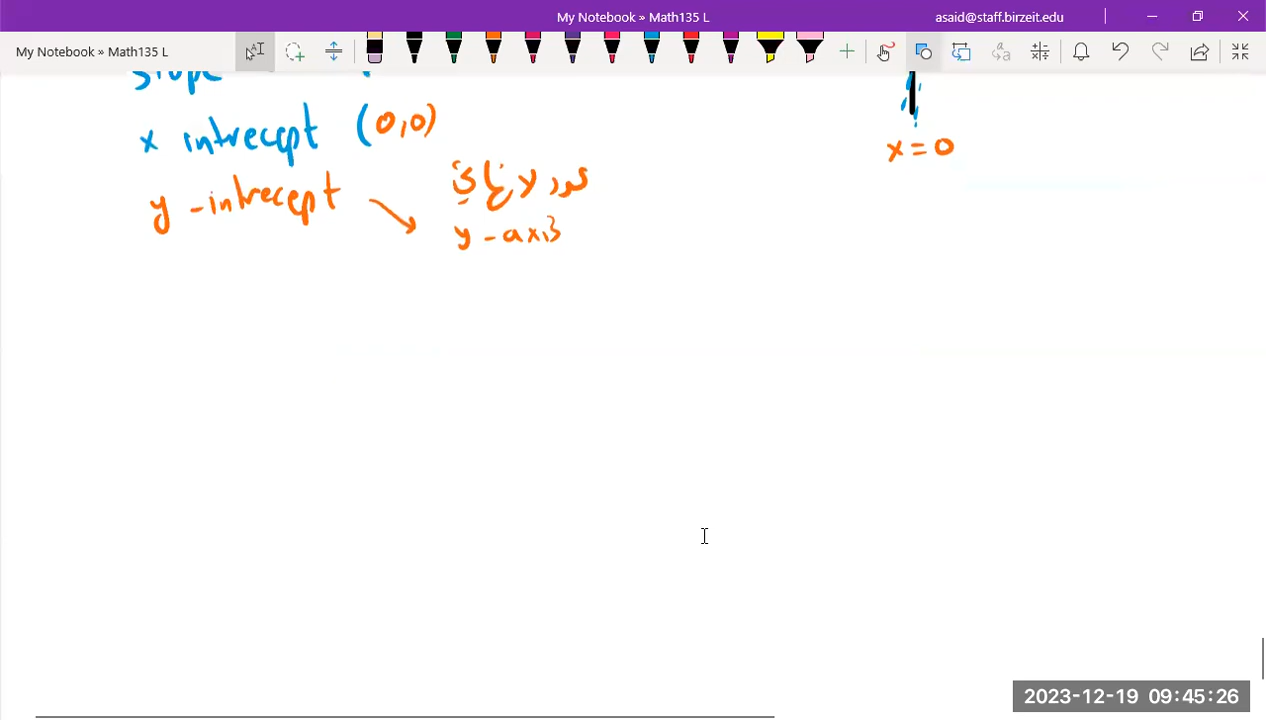 My Notebook » Math135 L
asaid@staff.birzeit.edu
My Notebook » Math135 L
slope
x intrecept (0,0)
x = 0
y - intrecept
محور y
y - axis
2023-12-19 09:45:26